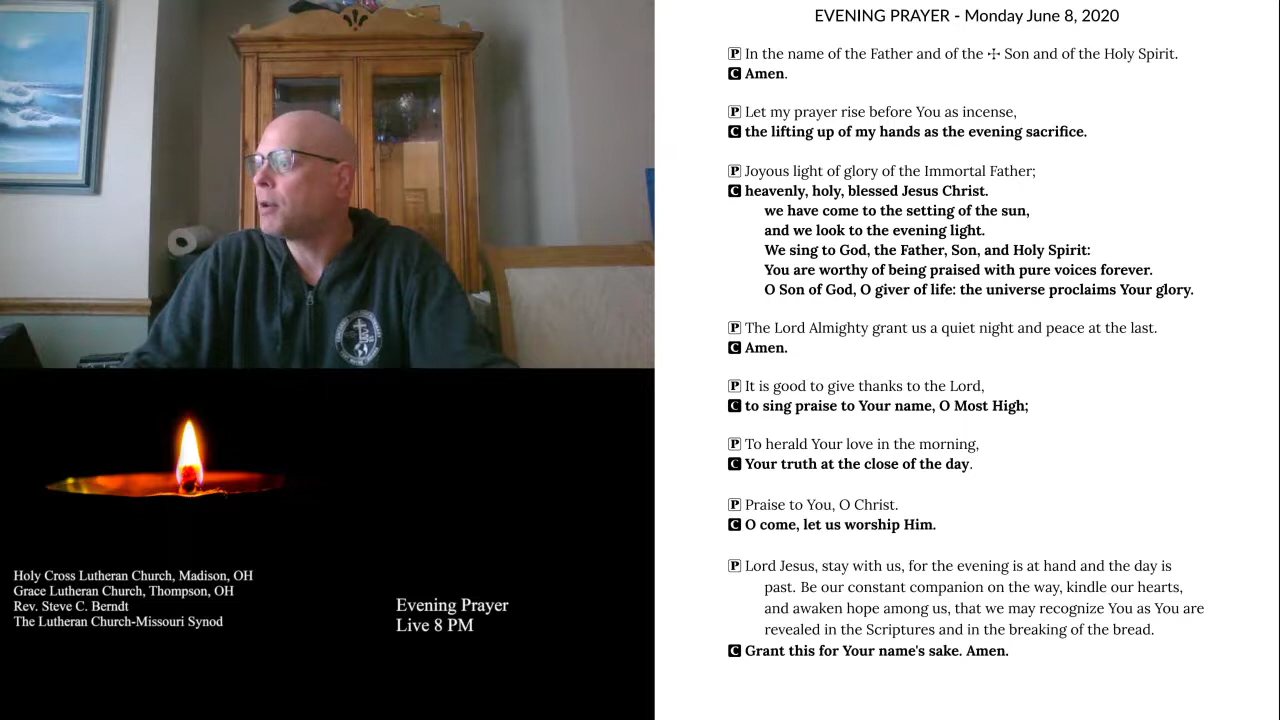 EVENING PRAYER - Monday June 8, 2020
P In the name of the Father and of the ☩ Son and of the Holy Spirit.
C Amen.
P Let my prayer rise before You as incense,
C the lifting up of my hands as the evening sacrifice.
P Joyous light of glory of the Immortal Father;
C heavenly, holy, blessed Jesus Christ.
we have come to the setting of the sun,
and we look to the evening light.
We sing to God, the Father, Son, and Holy Spirit:
You are worthy of being praised with pure voices forever.
O Son of God, O giver of life: the universe proclaims Your glory.
P The Lord Almighty grant us a quiet night and peace at the last.
C Amen.
P It is good to give thanks to the Lord,
C to sing praise to Your name, O Most High;
P To herald Your love in the morning,
C Your truth at the close of the day.
P Praise to You, O Christ.
C O come, let us worship Him.
P Lord Jesus, stay with us, for the evening is at hand and the day is
past. Be our constant companion on the way, kindle our hearts,
and awaken hope among us, that we may recognize You as You are
revealed in the Scriptures and in the breaking of the bread.
C Grant this for Your name's sake. Amen.
Holy Cross Lutheran Church, Madison, OH
Grace Lutheran Church, Thompson, OH
Rev. Steve C. Berndt
The Lutheran Church-Missouri Synod
Evening Prayer
Live 8 PM